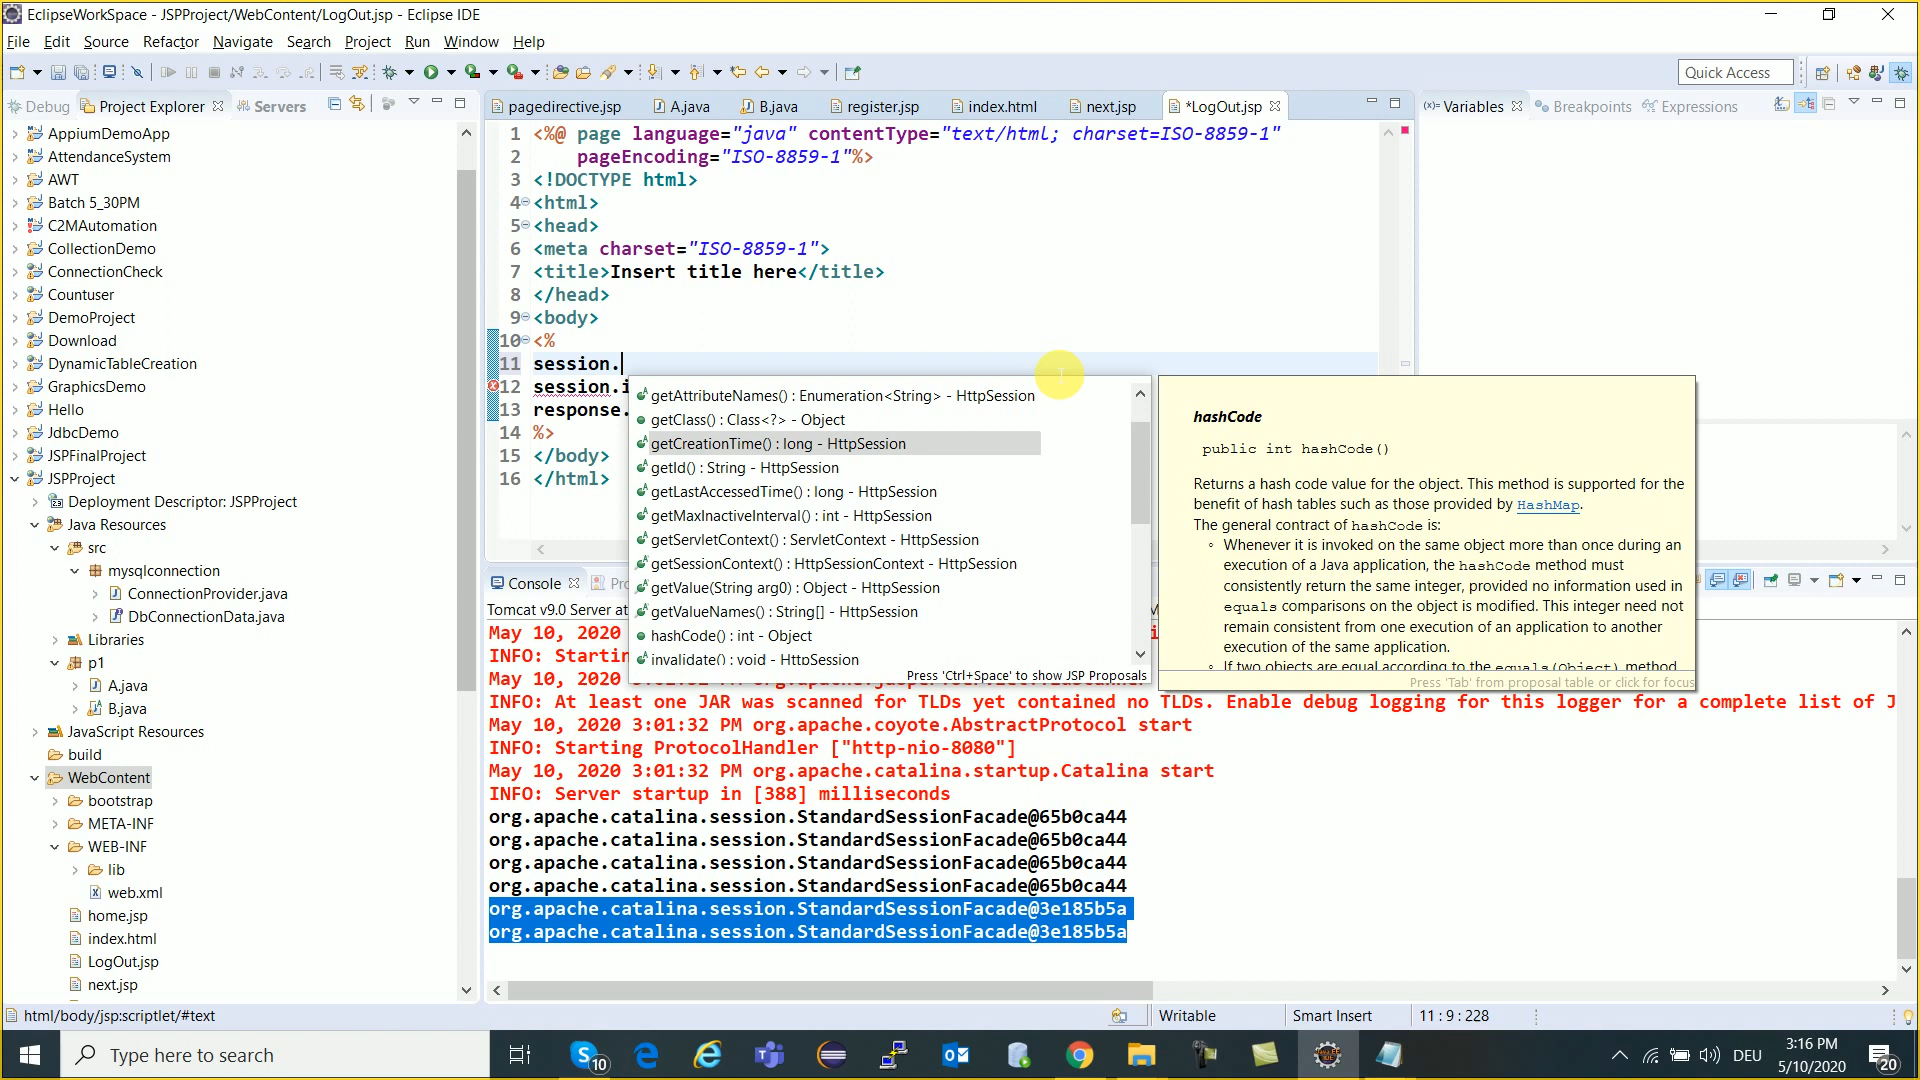 EclipseWorkSpace - JSPProject/WebContent/LogOut.jsp - Eclipse IDE
File Edit Source Refactor Navigate Search Project Run Window Help
Quick Access
Debug
Project Explorer
Servers
AppiumDemoApp
AttendanceSystem
AWT
Batch 5_30PM
C2MAutomation
CollectionDemo
ConnectionCheck
Countuser
DemoProject
Download
DynamicTableCreation
GraphicsDemo
Hello
JdbcDemo
JSPFinalProject
JSPProject
Deployment Descriptor: JSPProject
Java Resources
src
mysqlconnection
ConnectionProvider.java
DbConnectionData.java
Libraries
p1
A.java
B.java
JavaScript Resources
build
WebContent
bootstrap
META-INF
WEB-INF
lib
web.xml
home.jsp
index.html
LogOut.jsp
next.jsp
pagedirective.jsp A.java B.java register.jsp index.html next.jsp *LogOut.jsp
1 <%@ page language="java" contentType="text/html; charset=ISO-8859-1"
2 pageEncoding="ISO-8859-1"%>
3 <!DOCTYPE html>
4 <html>
5 <head>
6 <meta charset="ISO-8859-1">
7 <title>Insert title here</title>
8 </head>
9 <body>
10 <%
11 session.
12 session.i
13 response.
14 %>
15 </body>
16 </html>
getAttributeNames() : Enumeration<String> - HttpSession
getClass() : Class<?> - Object
getCreationTime() : long - HttpSession
getId() : String - HttpSession
getLastAccessedTime() : long - HttpSession
getMaxInactiveInterval() : int - HttpSession
getServletContext() : ServletContext - HttpSession
getSessionContext() : HttpSessionContext - HttpSession
getValue(String arg0) : Object - HttpSession
getValueNames() : String[] - HttpSession
hashCode() : int - Object
invalidate() : void - HttpSession
Press 'Ctrl+Space' to show JSP Proposals
hashCode
public int hashCode()
Returns a hash code value for the object. This method is supported for the
benefit of hash tables such as those provided by HashMap.
The general contract of hashCode is:
Whenever it is invoked on the same object more than once during an
execution of a Java application, the hashCode method must
consistently return the same integer, provided no information used in
equals comparisons on the object is modified. This integer need not
remain consistent from one execution of an application to another
execution of the same application.
If two objects are equal according to the equals(Object) method
Press 'Tab' from proposal table or click for focus
(x)= Variables
Breakpoints
Expressions
Console
Tomcat v9.0 Server at
May 10, 2020
INFO: Startin
May 10, 2020
INFO: At least one JAR was scanned for TLDs yet contained no TLDs. Enable debug logging for this logger for a complete list of J
May 10, 2020 3:01:32 PM org.apache.coyote.AbstractProtocol start
INFO: Starting ProtocolHandler ["http-nio-8080"]
May 10, 2020 3:01:32 PM org.apache.catalina.startup.Catalina start
INFO: Server startup in [388] milliseconds
org.apache.catalina.session.StandardSessionFacade@65b0ca44
org.apache.catalina.session.StandardSessionFacade@65b0ca44
org.apache.catalina.session.StandardSessionFacade@65b0ca44
org.apache.catalina.session.StandardSessionFacade@65b0ca44
org.apache.catalina.session.StandardSessionFacade@3e185b5a
org.apache.catalina.session.StandardSessionFacade@3e185b5a
html/body/jsp:scriptlet/#text
Writable
Smart Insert
11 : 9 : 228
Type here to search
10
DEU
3:16 PM
5/10/2020
20